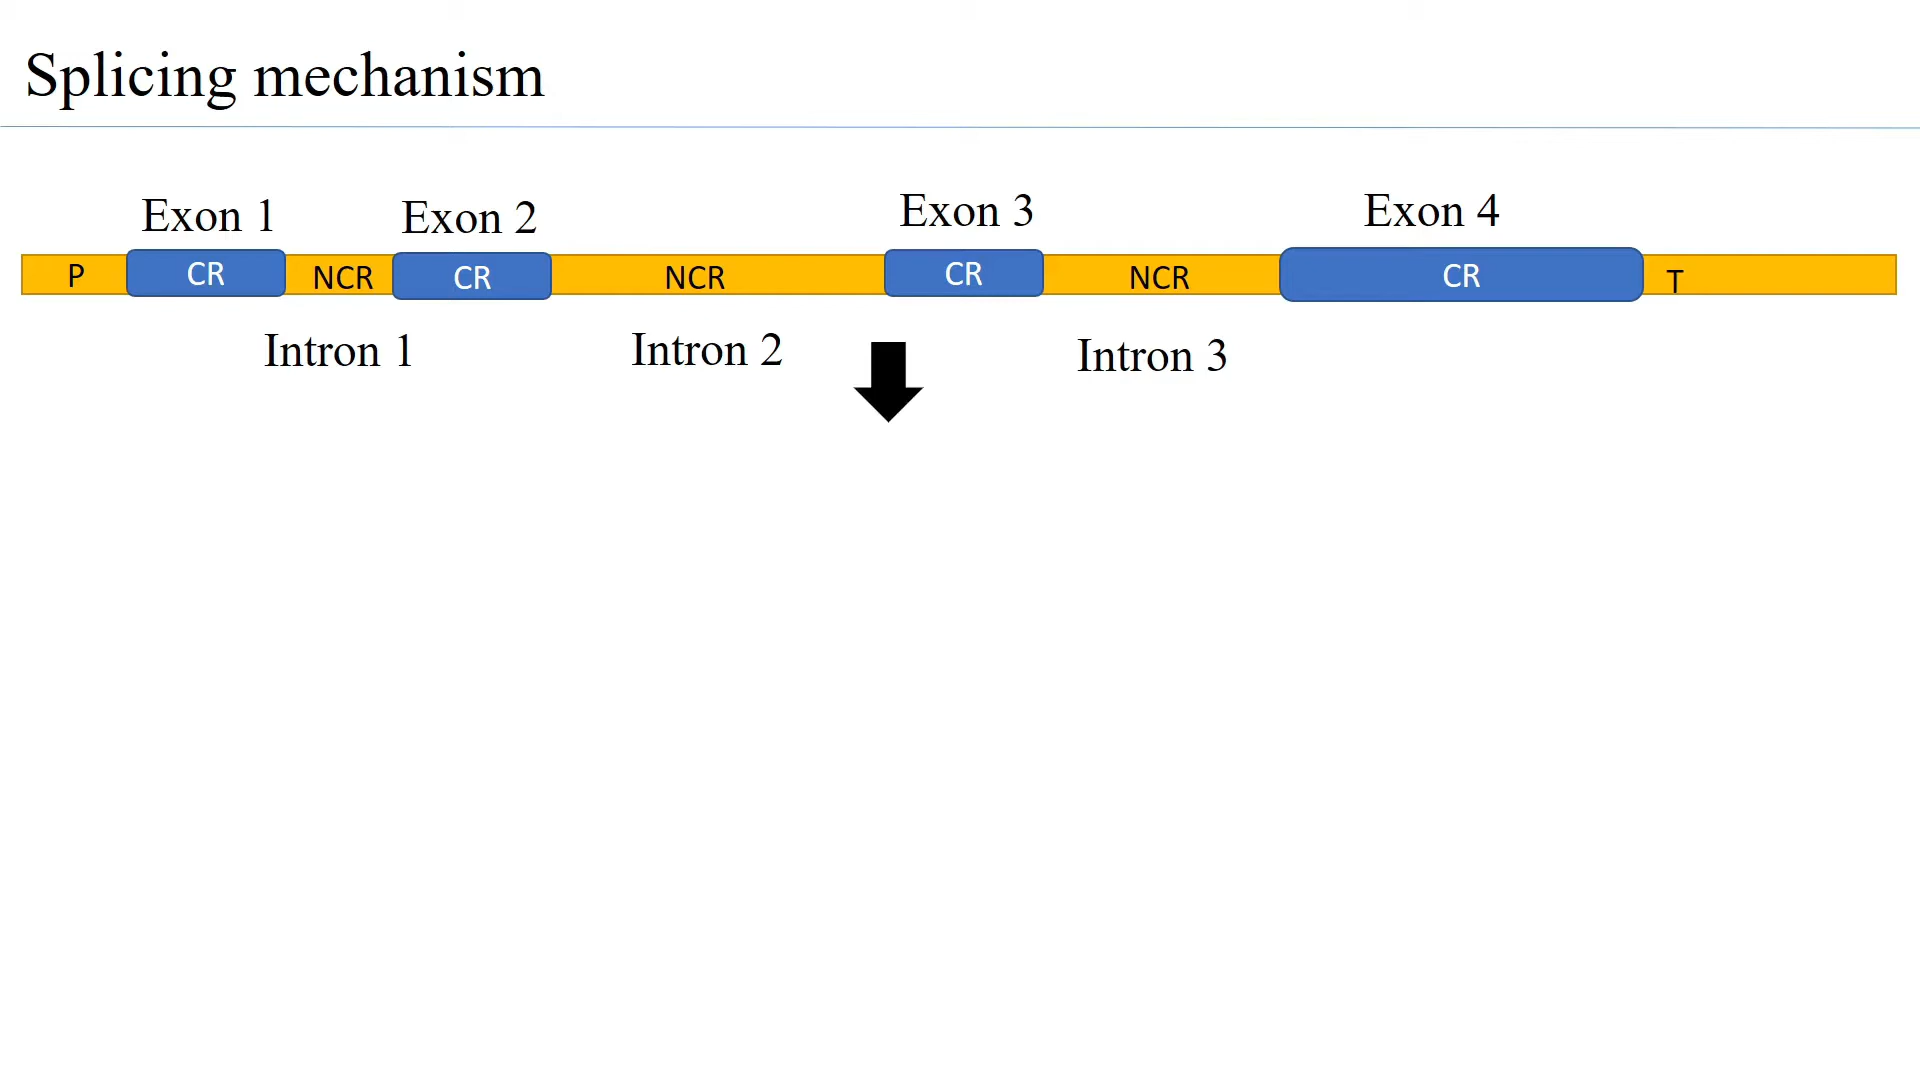 Splicing mechanism
Exon 1 Exon 2 Exon 3 Exon 4
P CR NCR CR NCR CR NCR CR T
Intron 1 Intron 2 Intron 3